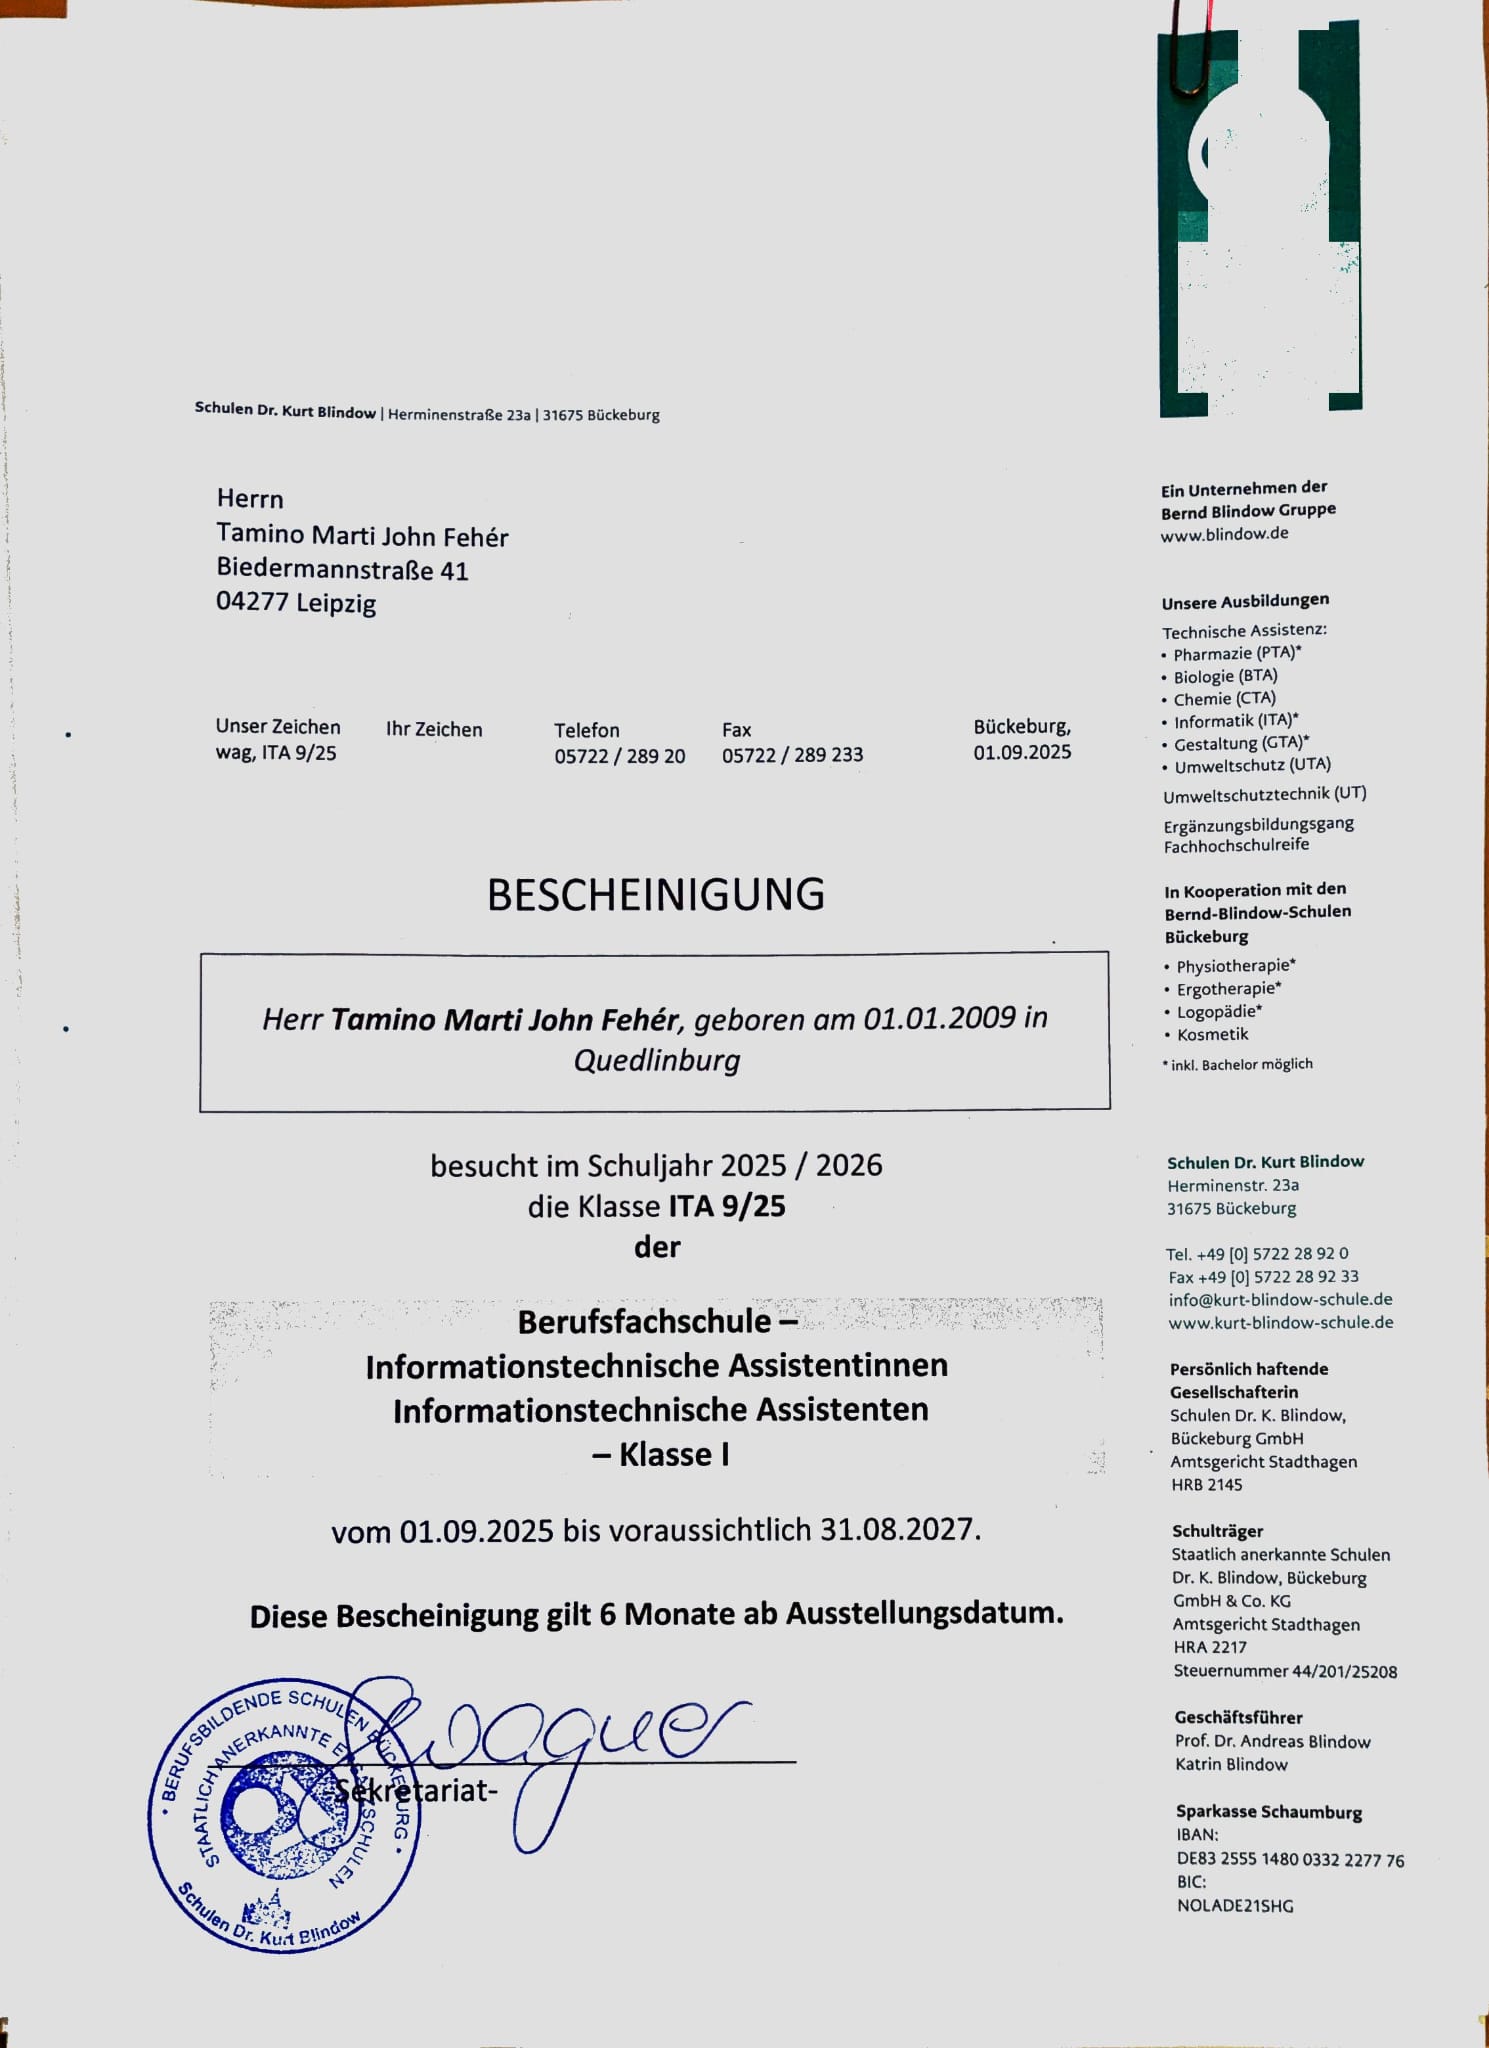 Schulen Dr. Kurt Blindow | Herminenstraße 23a | 31675 Bückeburg
Herrn
Tamino Marti John Fehér
Biedermannstraße 41
04277 Leipzig
Unser Zeichen Ihr Zeichen Telefon Fax Bückeburg,
wag, ITA 9/25 05722 / 289 20 05722 / 289 233 01.09.2025
BESCHEINIGUNG
Herr Tamino Marti John Fehér, geboren am 01.01.2009 in
Quedlinburg
besucht im Schuljahr 2025 / 2026
die Klasse ITA 9/25
der
Berufsfachschule –
Informationstechnische Assistentinnen
Informationstechnische Assistenten
– Klasse I
vom 01.09.2025 bis voraussichtlich 31.08.2027.
Diese Bescheinigung gilt 6 Monate ab Ausstellungsdatum.
Wagner
-Sekretariat-
• BERUFSBILDENDE SCHULEN BÜCKEBURG •
STAATLICH ANERKANNTE ERSATZSCHULEN
Schulen Dr. Kurt Blindow
Ein Unternehmen der
Bernd Blindow Gruppe
www.blindow.de
Unsere Ausbildungen
Technische Assistenz:
• Pharmazie (PTA)*
• Biologie (BTA)
• Chemie (CTA)
• Informatik (ITA)*
• Gestaltung (GTA)*
• Umweltschutz (UTA)
Umweltschutztechnik (UT)
Ergänzungsbildungsgang
Fachhochschulreife
In Kooperation mit den
Bernd-Blindow-Schulen
Bückeburg
• Physiotherapie*
• Ergotherapie*
• Logopädie*
• Kosmetik
* inkl. Bachelor möglich
Schulen Dr. Kurt Blindow
Herminenstr. 23a
31675 Bückeburg
Tel. +49 [0] 5722 28 92 0
Fax +49 [0] 5722 28 92 33
info@kurt-blindow-schule.de
www.kurt-blindow-schule.de
Persönlich haftende
Gesellschafterin
Schulen Dr. K. Blindow,
Bückeburg GmbH
Amtsgericht Stadthagen
HRB 2145
Schulträger
Staatlich anerkannte Schulen
Dr. K. Blindow, Bückeburg
GmbH & Co. KG
Amtsgericht Stadthagen
HRA 2217
Steuernummer 44/201/25208
Geschäftsführer
Prof. Dr. Andreas Blindow
Katrin Blindow
Sparkasse Schaumburg
IBAN:
DE83 2555 1480 0332 2277 76
BIC:
NOLADE21SHG